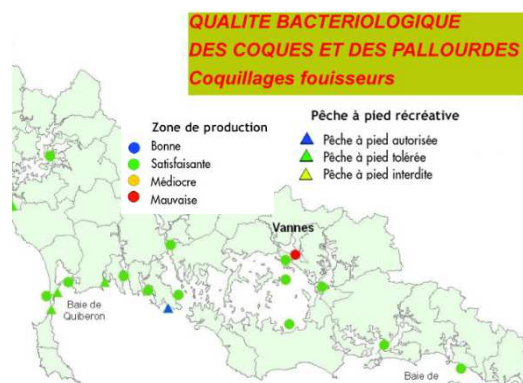 QUALITE BACTERIOLOGIQUE
DES COQUES ET DES PALLOURDES
Coquillages fouisseurs
Zone de production
Bonne
Satisfaisante
Médiocre
Mauvaise
Pêche à pied récréative
Pêche à pied autorisée
Pêche à pied tolérée
Pêche à pied interdite
Vannes
Baie de
Quiberon
Baie de